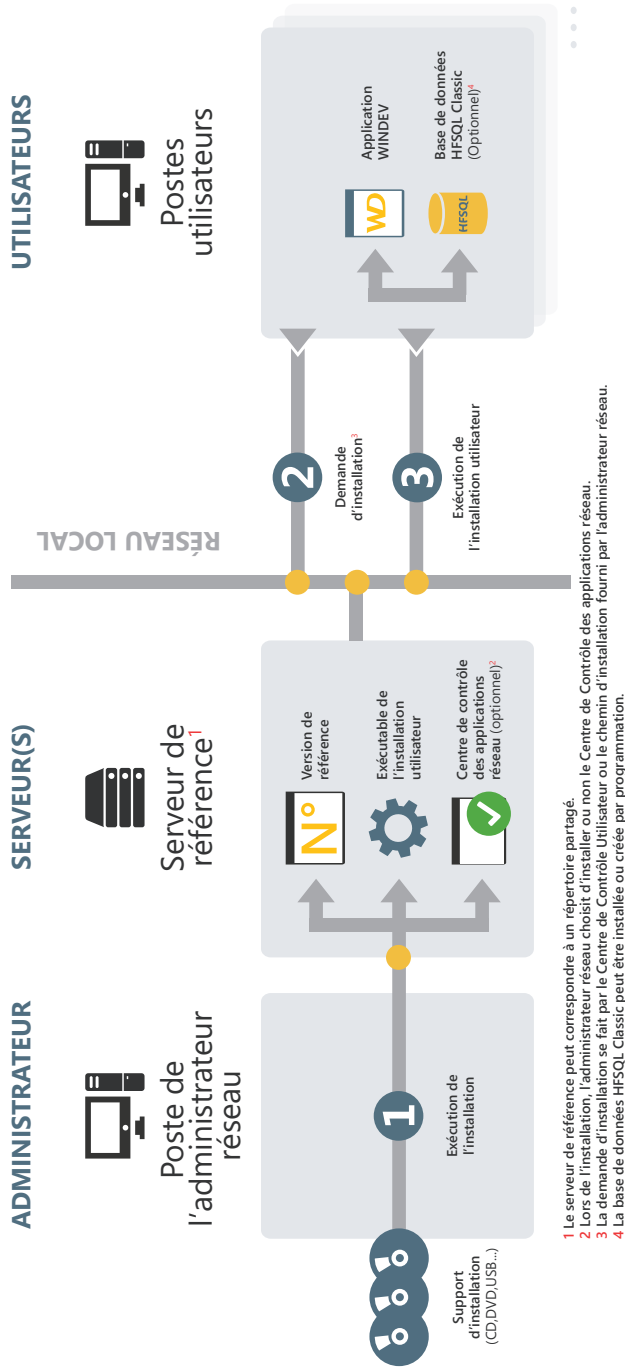 ADMINISTRATEUR
Poste de
l'administrateur
réseau
Support
d'installation
(CD,DVD,USB...)
1
Exécution de
l'installation
SERVEUR(S)
Serveur de
référence1
N°
Version de
référence
Exécutable de
l'installation
utilisateur
Centre de contrôle
des applications
réseau (optionnel)2
RÉSEAU LOCAL
2
Demande
d'installation3
3
Exécution de
l'installation utilisateur
UTILISATEURS
Postes
utilisateurs
WD
Application
WINDEV
HFSQL
Base de données
HFSQL Classic
(Optionnel)4
1 Le serveur de référence peut correspondre à un répertoire partagé.
2 Lors de l'installation, l'administrateur réseau choisit d'installer ou non le Centre de Contrôle des applications réseau.
3 La demande d'installation se fait par le Centre de Contrôle Utilisateur ou le chemin d'installation fourni par l'administrateur réseau.
4 La base de données HFSQL Classic peut être installée ou créée par programmation.